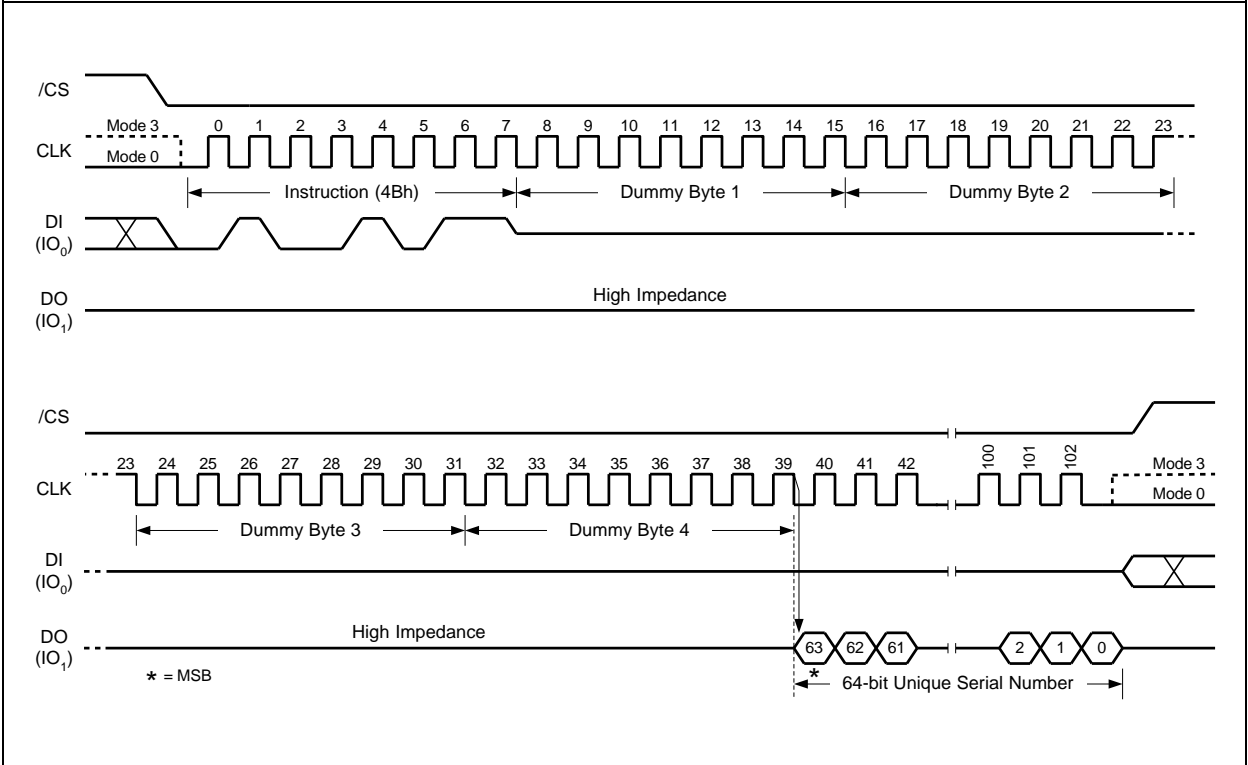 /CS
Mode 3 0 1 2 3 4 5 6 7 8 9 10 11 12 13 14 15 16 17 18 19 20 21 22 23
CLK
Mode 0
Instruction (4Bh) Dummy Byte 1 Dummy Byte 2
DI
(IO0)
High Impedance
DO
(IO1)
/CS
23 24 25 26 27 28 29 30 31 32 33 34 35 36 37 38 39 40 41 42 100 101 102 Mode 3
CLK
Mode 0
Dummy Byte 3 Dummy Byte 4
DI
(IO0)
High Impedance
DO
(IO1)
63 62 61 2 1 0
* = MSB
* 64-bit Unique Serial Number